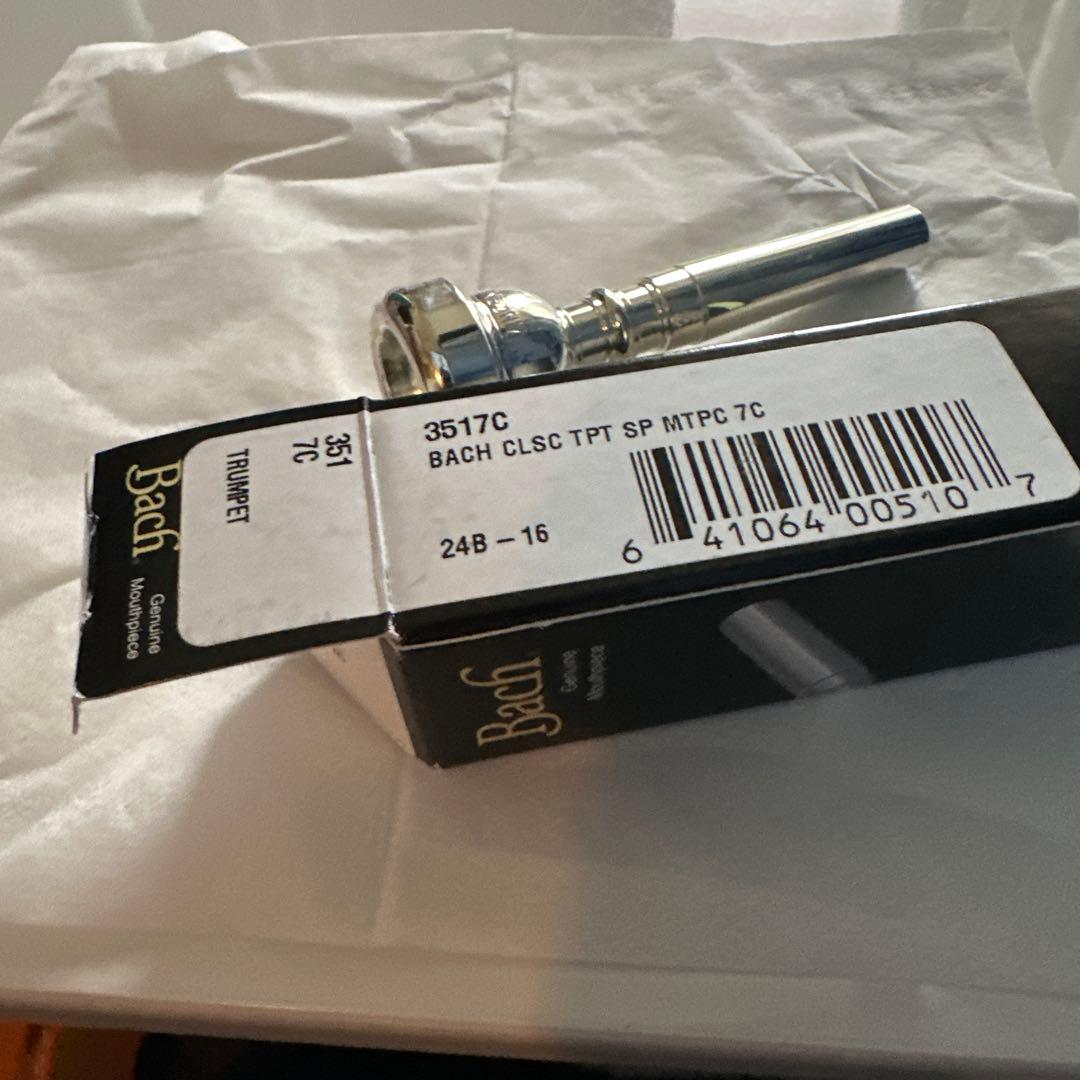 3517C
BACH CLSC TPT SP MTPC 7C
24B – 16
6 41064 00510 7
351
7C
TRUMPET
Bach
Genuine
Mouthpiece
Bach
Genuine
Mouthpiece